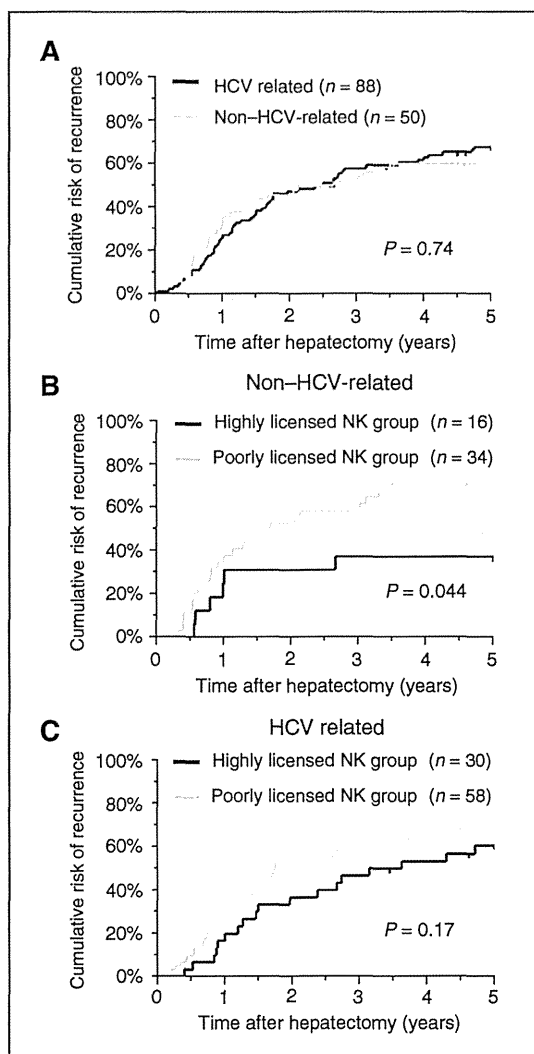 A
Cumulative risk of recurrence
100%
80%
60%
40%
20%
0%
HCV related (n = 88)
Non–HCV-related (n = 50)
P = 0.74
0 1 2 3 4 5
Time after hepatectomy (years)
B
Non–HCV-related
Cumulative risk of recurrence
100%
80%
60%
40%
20%
0%
Highly licensed NK group (n = 16)
Poorly licensed NK group (n = 34)
P = 0.044
0 1 2 3 4 5
Time after hepatectomy (years)
C
HCV related
Cumulative risk of recurrence
100%
80%
60%
40%
20%
0%
Highly licensed NK group (n = 30)
Poorly licensed NK group (n = 58)
P = 0.17
0 1 2 3 4 5
Time after hepatectomy (years)